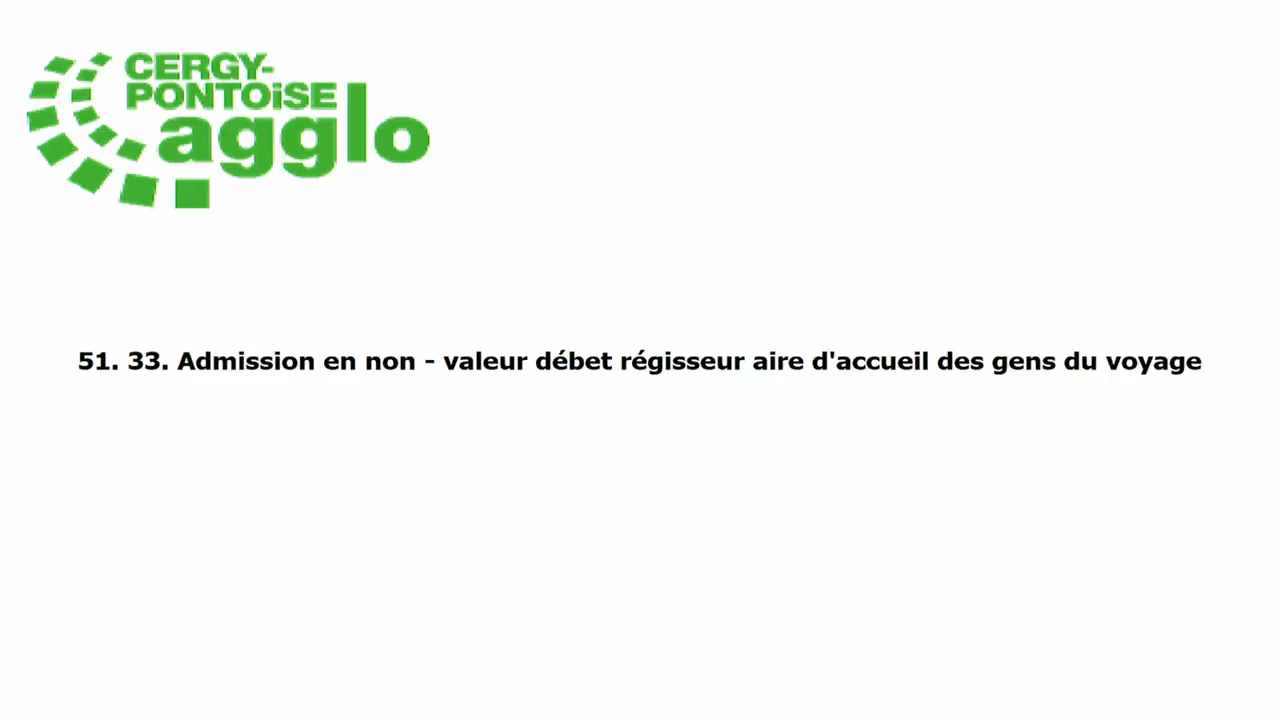 CERGY-
PONTOiSE
agglo
51. 33. Admission en non - valeur débet régisseur aire d'accueil des gens du voyage